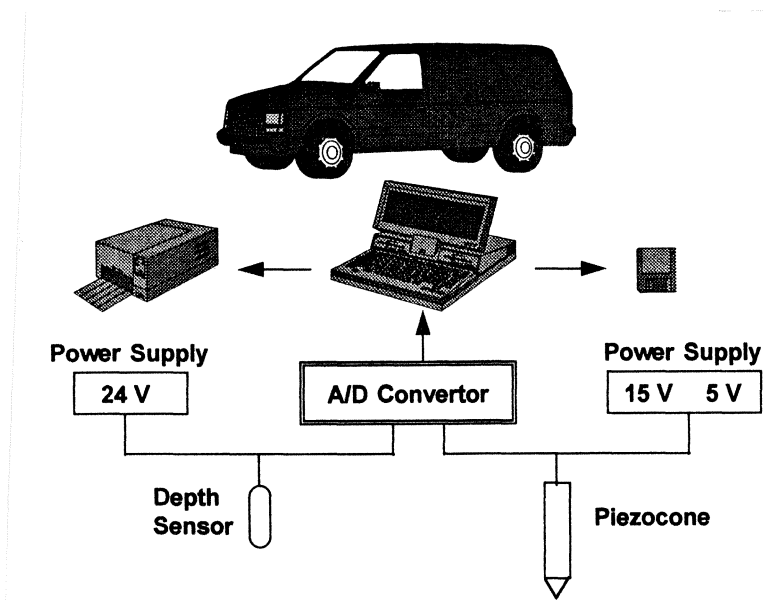 Power Supply
24 V
A/D Convertor
Power Supply
15 V 5 V
Depth
Sensor
Piezocone